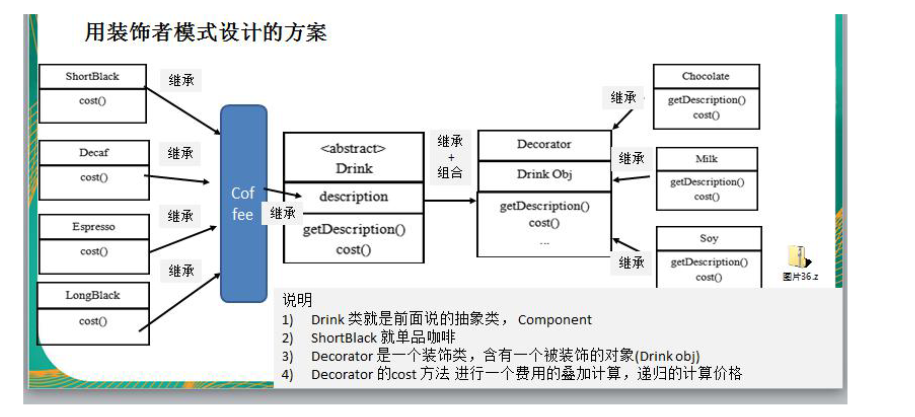 用装饰者模式设计的方案
ShortBlack
cost()
继承
Decaf
cost()
继承
Espresso
cost()
继承
LongBlack
cost()
继承
Cof
fee
继承
<abstract>
Drink
description
getDescription()
cost()
继承
+
组合
Decorator
Drink Obj
getDescription()
cost()
...
继承
Chocolate
getDescription()
cost()
继承
Milk
getDescription()
cost()
继承
Soy
getDescription()
cost()
图片36.z
说明
1) Drink 类就是前面说的抽象类， Component
2) ShortBlack 就单品咖啡
3) Decorator 是一个装饰类，含有一个被装饰的对象(Drink obj)
4) Decorator 的cost 方法 进行一个费用的叠加计算，递归的计算价格